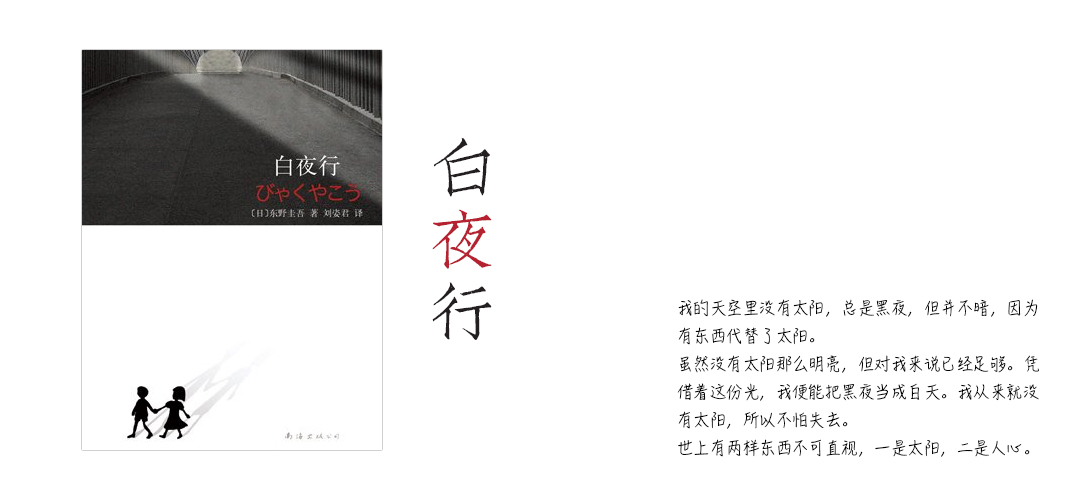 白夜行
びゃくやこう
〔日〕东野圭吾 著 刘姿君 译
南海出版公司
白夜行
我的天空里没有太阳，总是黑夜，但并不暗，因为
有东西代替了太阳。
虽然没有太阳那么明亮，但对我来说已经足够。凭
借着这份光，我便能把黑夜当成白天。我从来就没
有太阳，所以不怕失去。
世上有两样东西不可直视，一是太阳，二是人心。